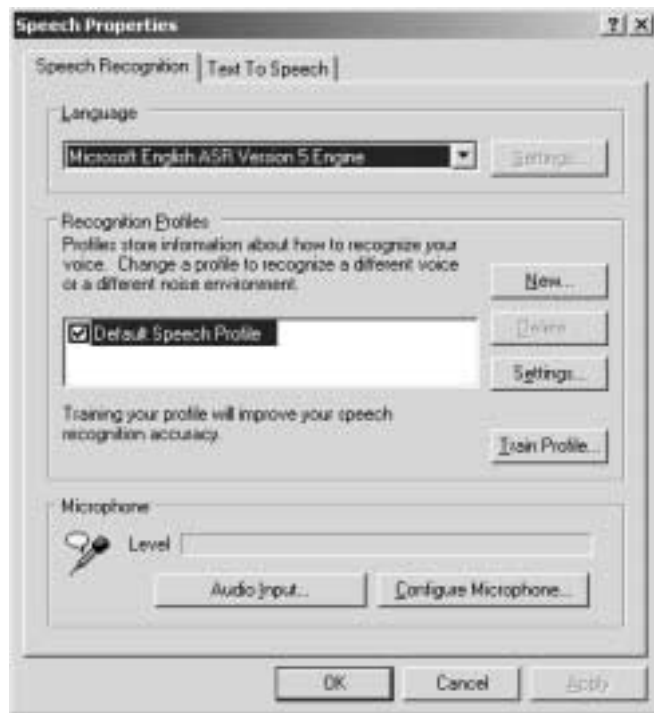 Speech Properties
? X
Speech Recognition Text To Speech
Language
Microsoft English ASR Version 5 Engine
Settings...
Recognition Profiles
Profiles store information about how to recognize your
voice. Change a profile to recognize a different voice
or a different noise environment.
New...
Default Speech Profile
Delete
Settings...
Training your profile will improve your speech
recognition accuracy.
Train Profile...
Microphone
Level
Audio Input...
Configure Microphone...
OK
Cancel
Apply